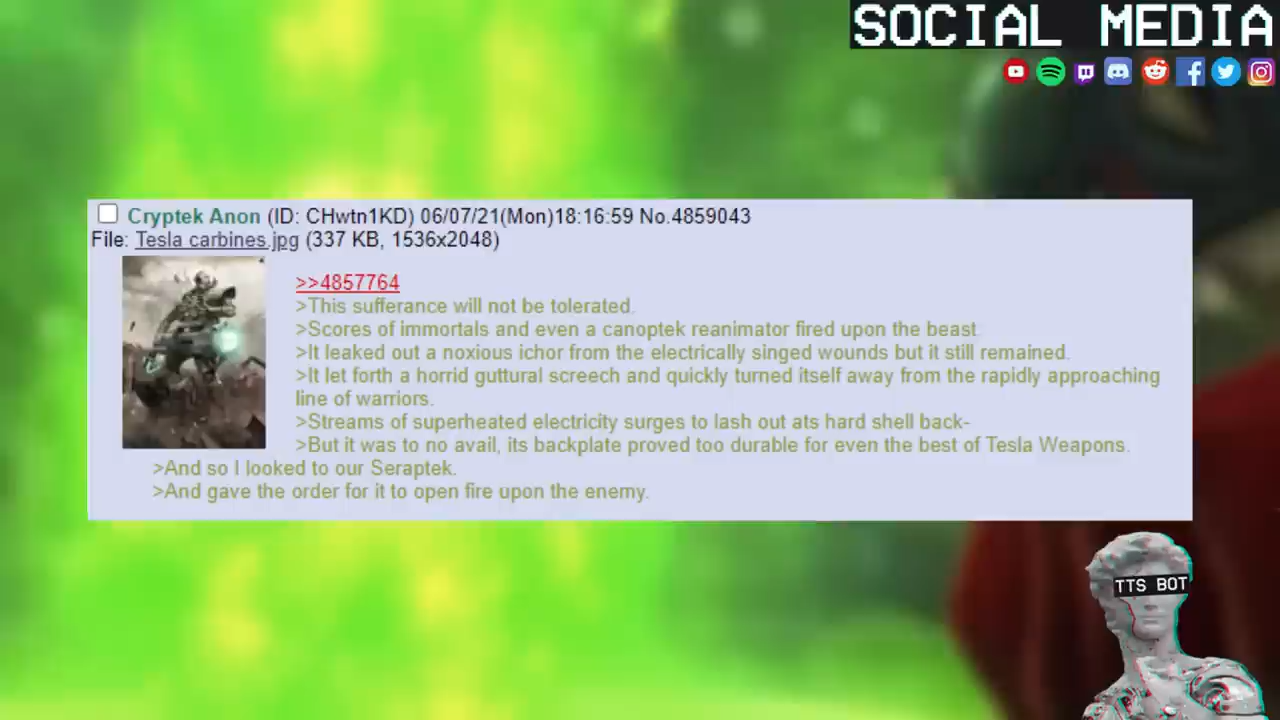 SOCIAL MEDIA
Cryptek Anon (ID: CHwtn1KD) 06/07/21(Mon)18:16:59 No.4859043
File: Tesla carbines.jpg (337 KB, 1536x2048)
>>4857764
>This sufferance will not be tolerated.
>Scores of immortals and even a canoptek reanimator fired upon the beast.
>It leaked out a noxious ichor from the electrically singed wounds but it still remained.
>It let forth a horrid guttural screech and quickly turned itself away from the rapidly approaching
line of warriors.
>Streams of superheated electricity surges to lash out ats hard shell back-
>But it was to no avail, its backplate proved too durable for even the best of Tesla Weapons.
>And so I looked to our Seraptek.
>And gave the order for it to open fire upon the enemy.
TTS BOT